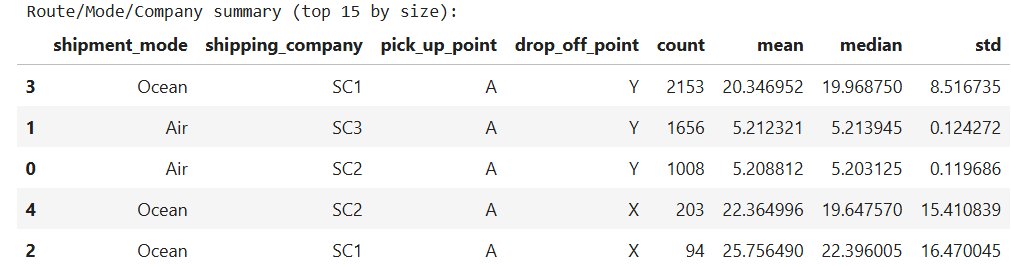 Route/Mode/Company summary (top 15 by size):
shipment_mode shipping_company pick_up_point drop_off_point count mean median std
3 Ocean SC1 A Y 2153 20.346952 19.968750 8.516735
1 Air SC3 A Y 1656 5.212321 5.213945 0.124272
0 Air SC2 A Y 1008 5.208812 5.203125 0.119686
4 Ocean SC2 A X 203 22.364996 19.647570 15.410839
2 Ocean SC1 A X 94 25.756490 22.396005 16.470045